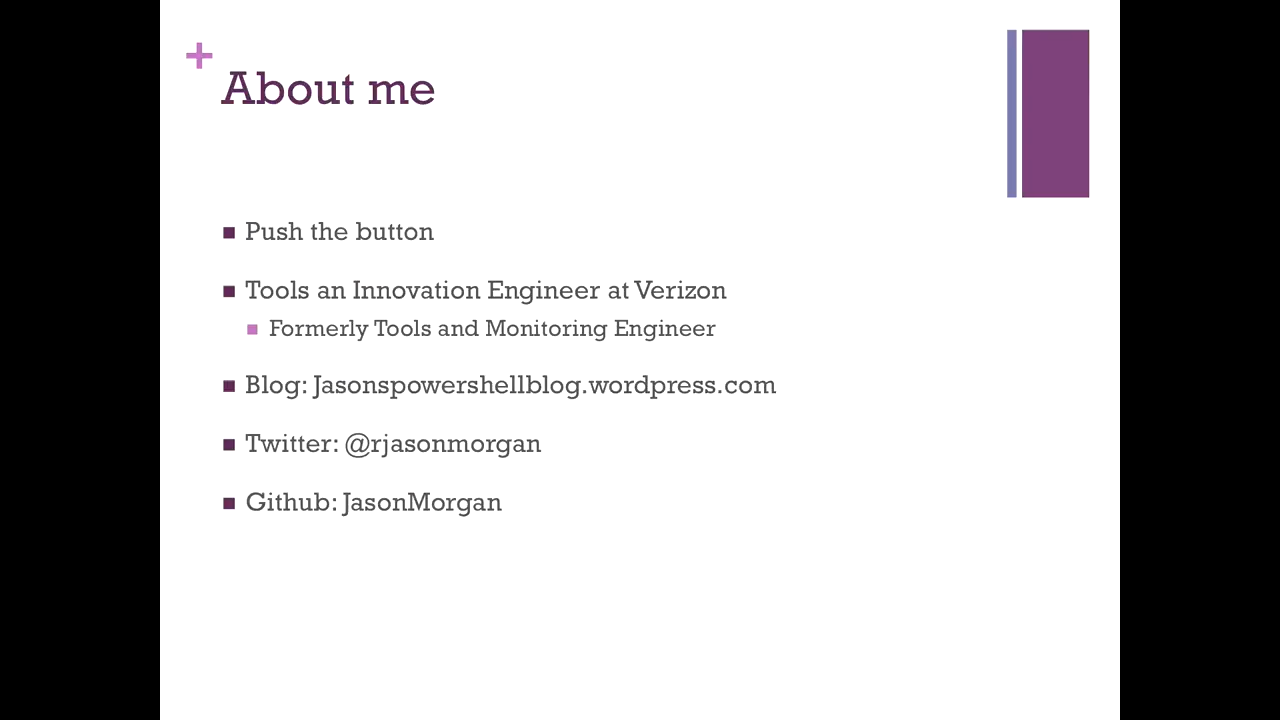 About me
Push the button
Tools an Innovation Engineer at Verizon
Formerly Tools and Monitoring Engineer
Blog: Jasonspowershellblog.wordpress.com
Twitter: @rjasonmorgan
Github: JasonMorgan